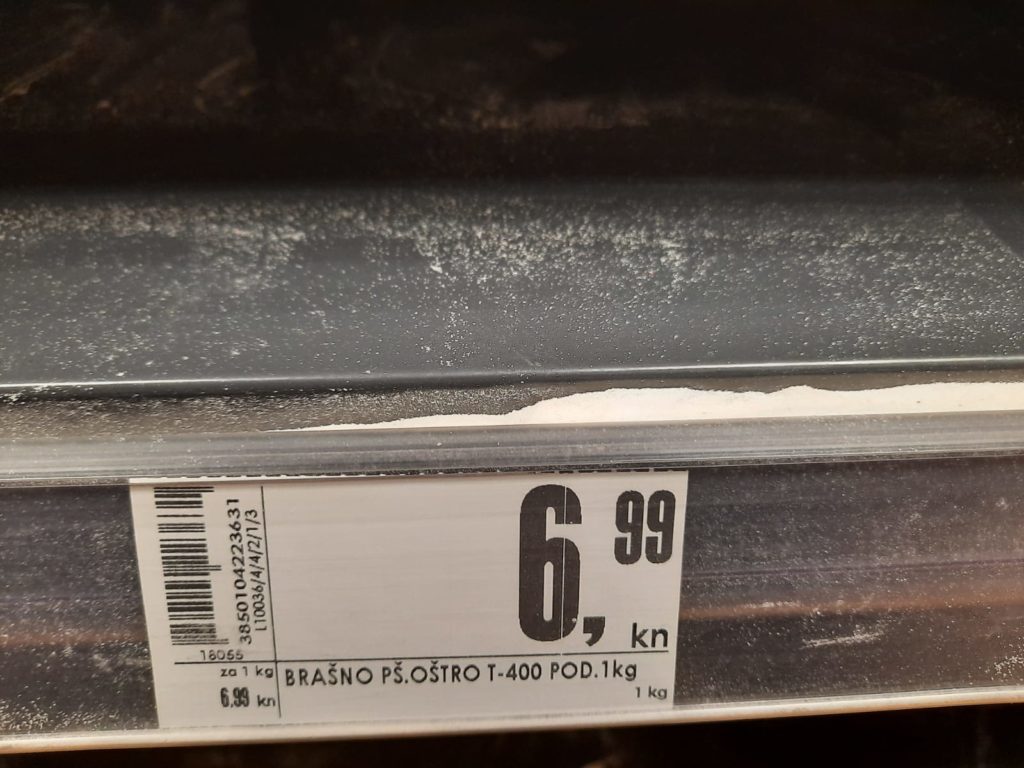 6,99 kn
3850104223631
L10036/4/4/2/1/3
18055
za 1 kg
6.99 kn
BRAŠNO PŠ.OŠTRO T-400 POD.1kg
1 kg